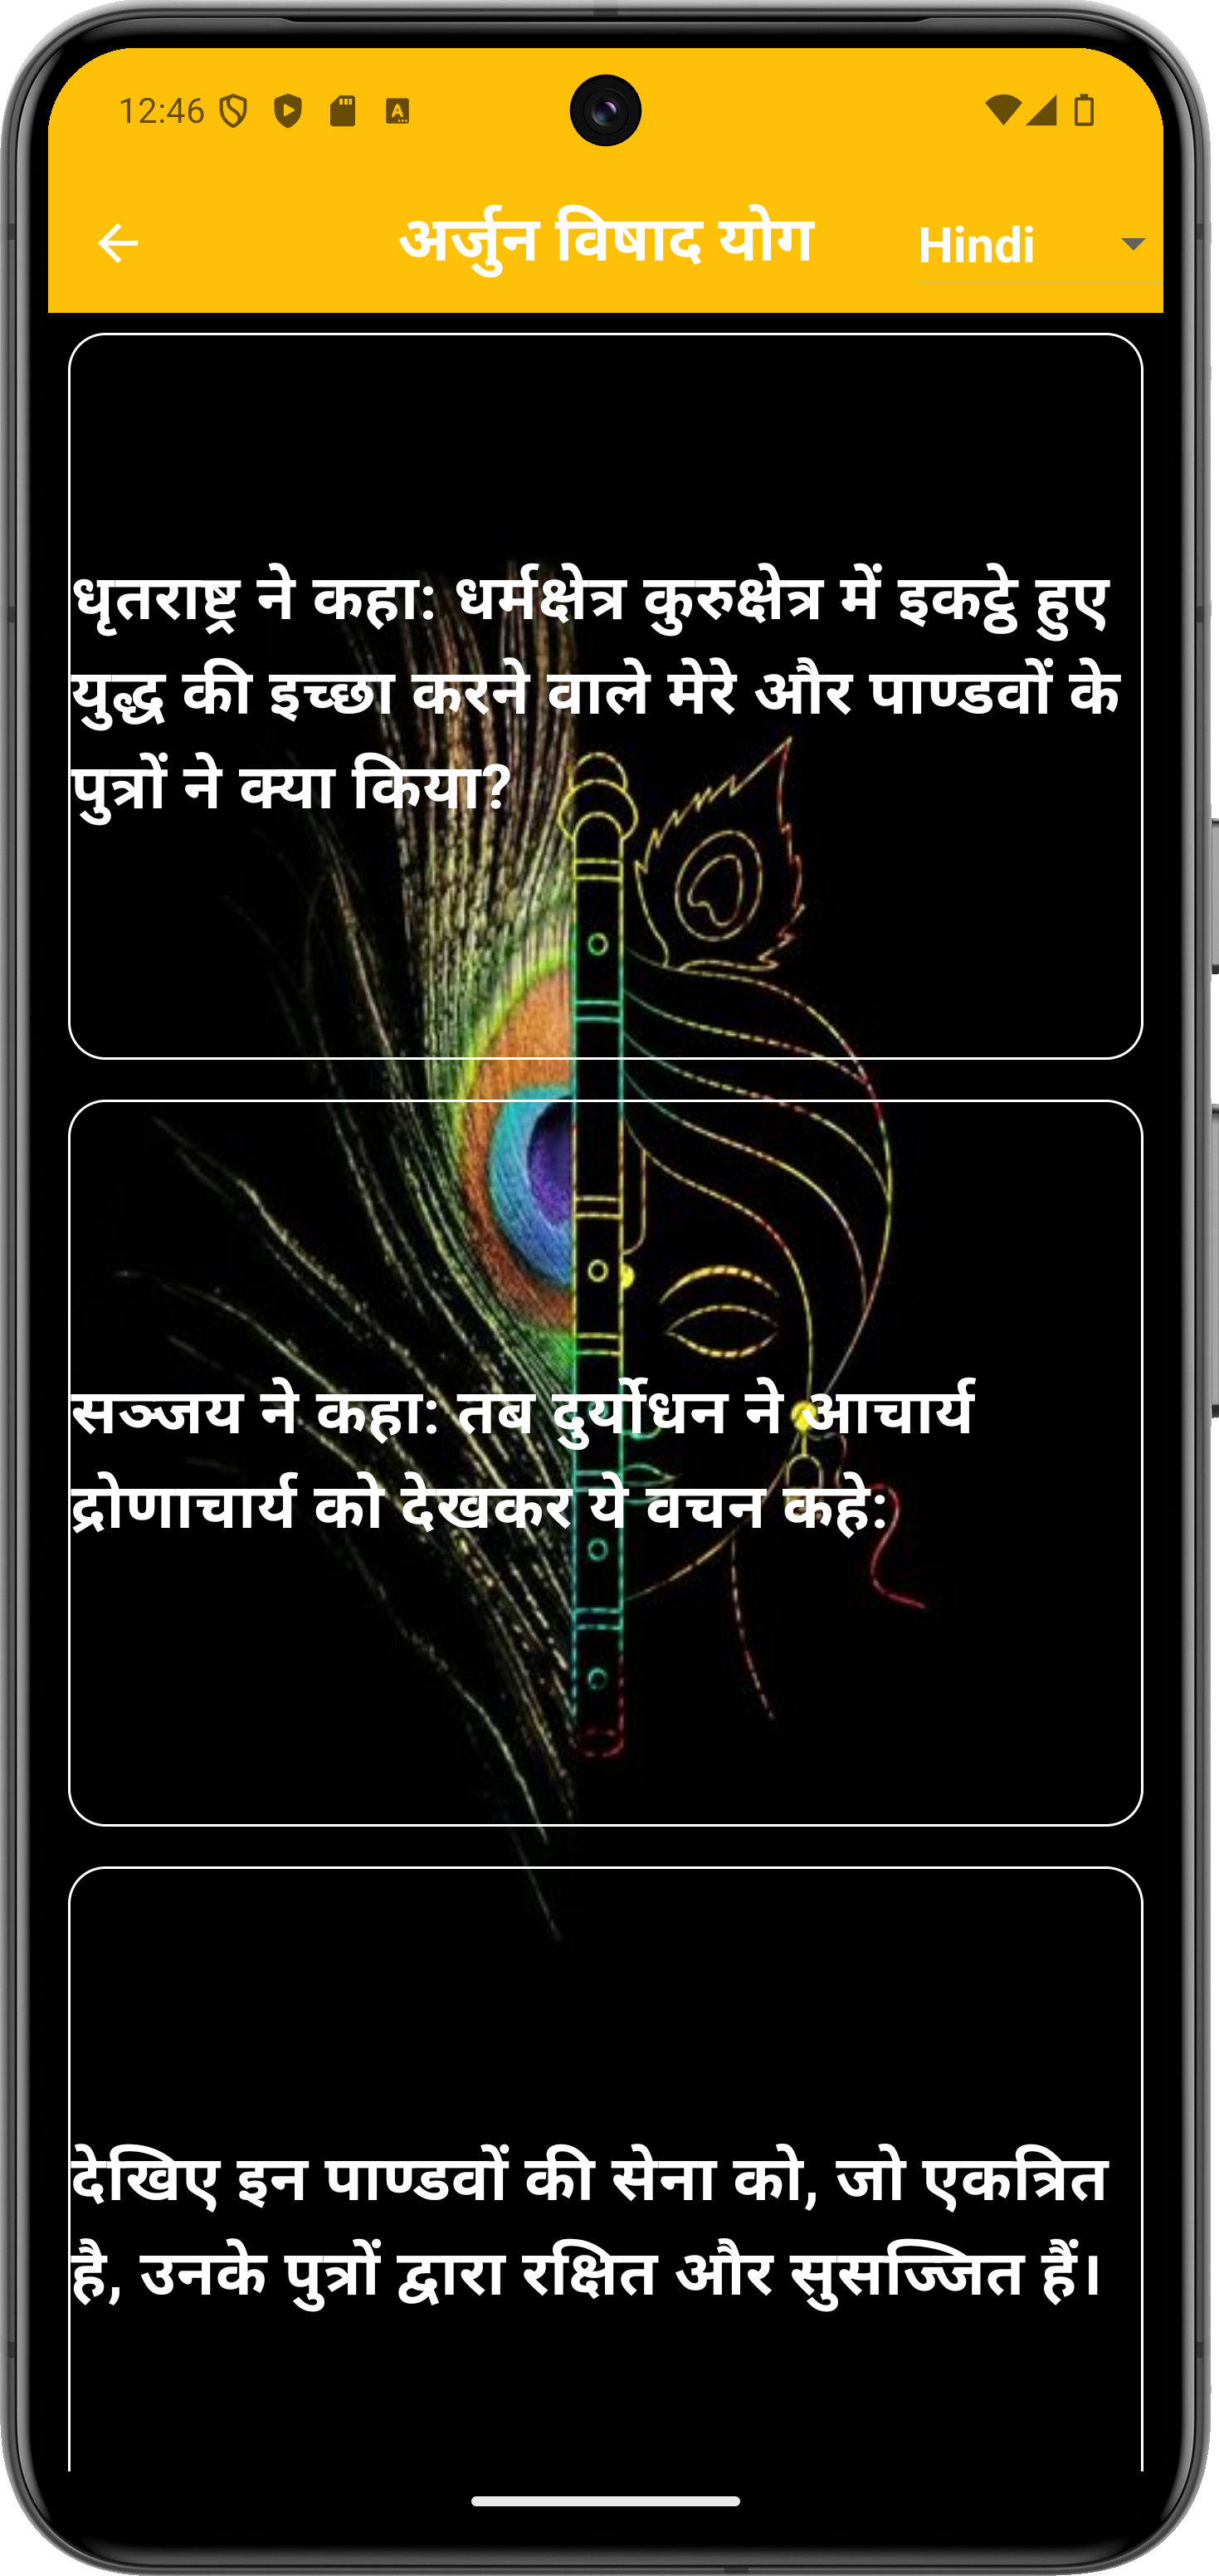 12:46
अर्जुन विषाद योग
Hindi
धृतराष्ट्र ने कहा: धर्मक्षेत्र कुरुक्षेत्र में इकट्ठे हुए
युद्ध की इच्छा करने वाले मेरे और पाण्डवों के
पुत्रों ने क्या किया?
सञ्जय ने कहा: तब दुर्योधन ने आचार्य
द्रोणाचार्य को देखकर ये वचन कहे:
देखिए इन पाण्डवों की सेना को, जो एकत्रित
है, उनके पुत्रों द्वारा रक्षित और सुसज्जित हैं।